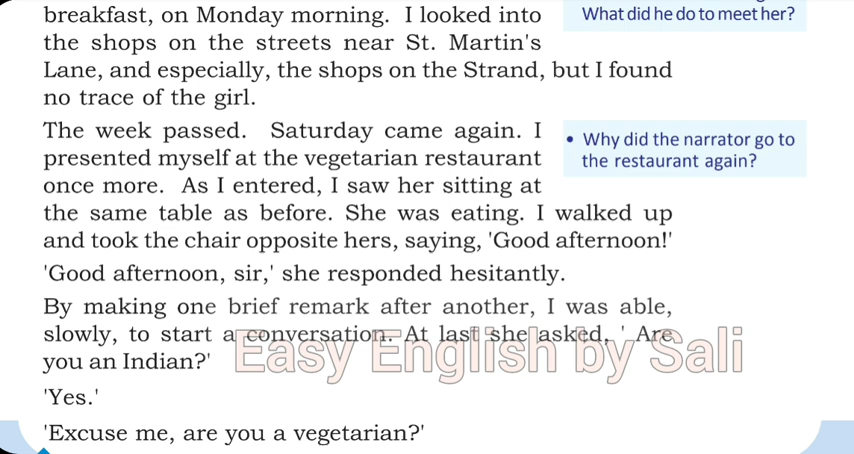 breakfast, on Monday morning. I looked into
What did he do to meet her?
the shops on the streets near St. Martin's
Lane, and especially, the shops on the Strand, but I found
no trace of the girl.
The week passed. Saturday came again. I
presented myself at the vegetarian restaurant
once more. As I entered, I saw her sitting at
• Why did the narrator go to
the restaurant again?
the same table as before. She was eating. I walked up
and took the chair opposite hers, saying, 'Good afternoon!'
'Good afternoon, sir,' she responded hesitantly.
By making one brief remark after another, I was able,
slowly, to start a conversation. At last she asked, ' Are
you an Indian?'
Easy English by Sali
'Yes.'
'Excuse me, are you a vegetarian?'